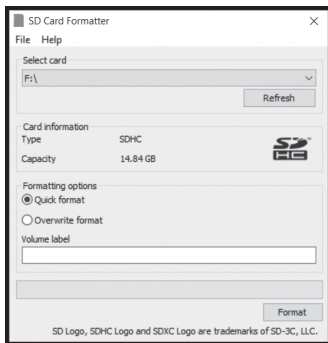 SD Card Formatter
File Help
Select card
F:\
Refresh
Card information
Type SDHC
Capacity 14.84 GB
SD
HC
Formatting options
Quick format
Overwrite format
Volume label
Format
SD Logo, SDHC Logo and SDXC Logo are trademarks of SD-3C, LLC.